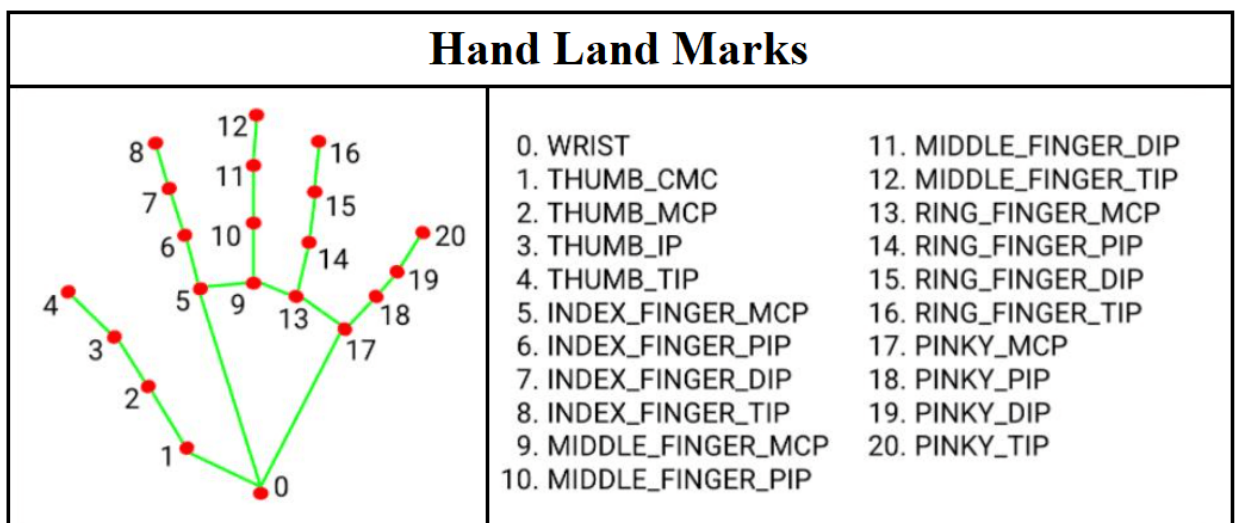 Hand Land Marks
12
8
16
11
7
15
6
10
20
14
19
4
5
9
13
18
3
17
2
1
0
0. WRIST
1. THUMB_CMC
2. THUMB_MCP
3. THUMB_IP
4. THUMB_TIP
5. INDEX_FINGER_MCP
6. INDEX_FINGER_PIP
7. INDEX_FINGER_DIP
8. INDEX_FINGER_TIP
9. MIDDLE_FINGER_MCP
10. MIDDLE_FINGER_PIP
11. MIDDLE_FINGER_DIP
12. MIDDLE_FINGER_TIP
13. RING_FINGER_MCP
14. RING_FINGER_PIP
15. RING_FINGER_DIP
16. RING_FINGER_TIP
17. PINKY_MCP
18. PINKY_PIP
19. PINKY_DIP
20. PINKY_TIP